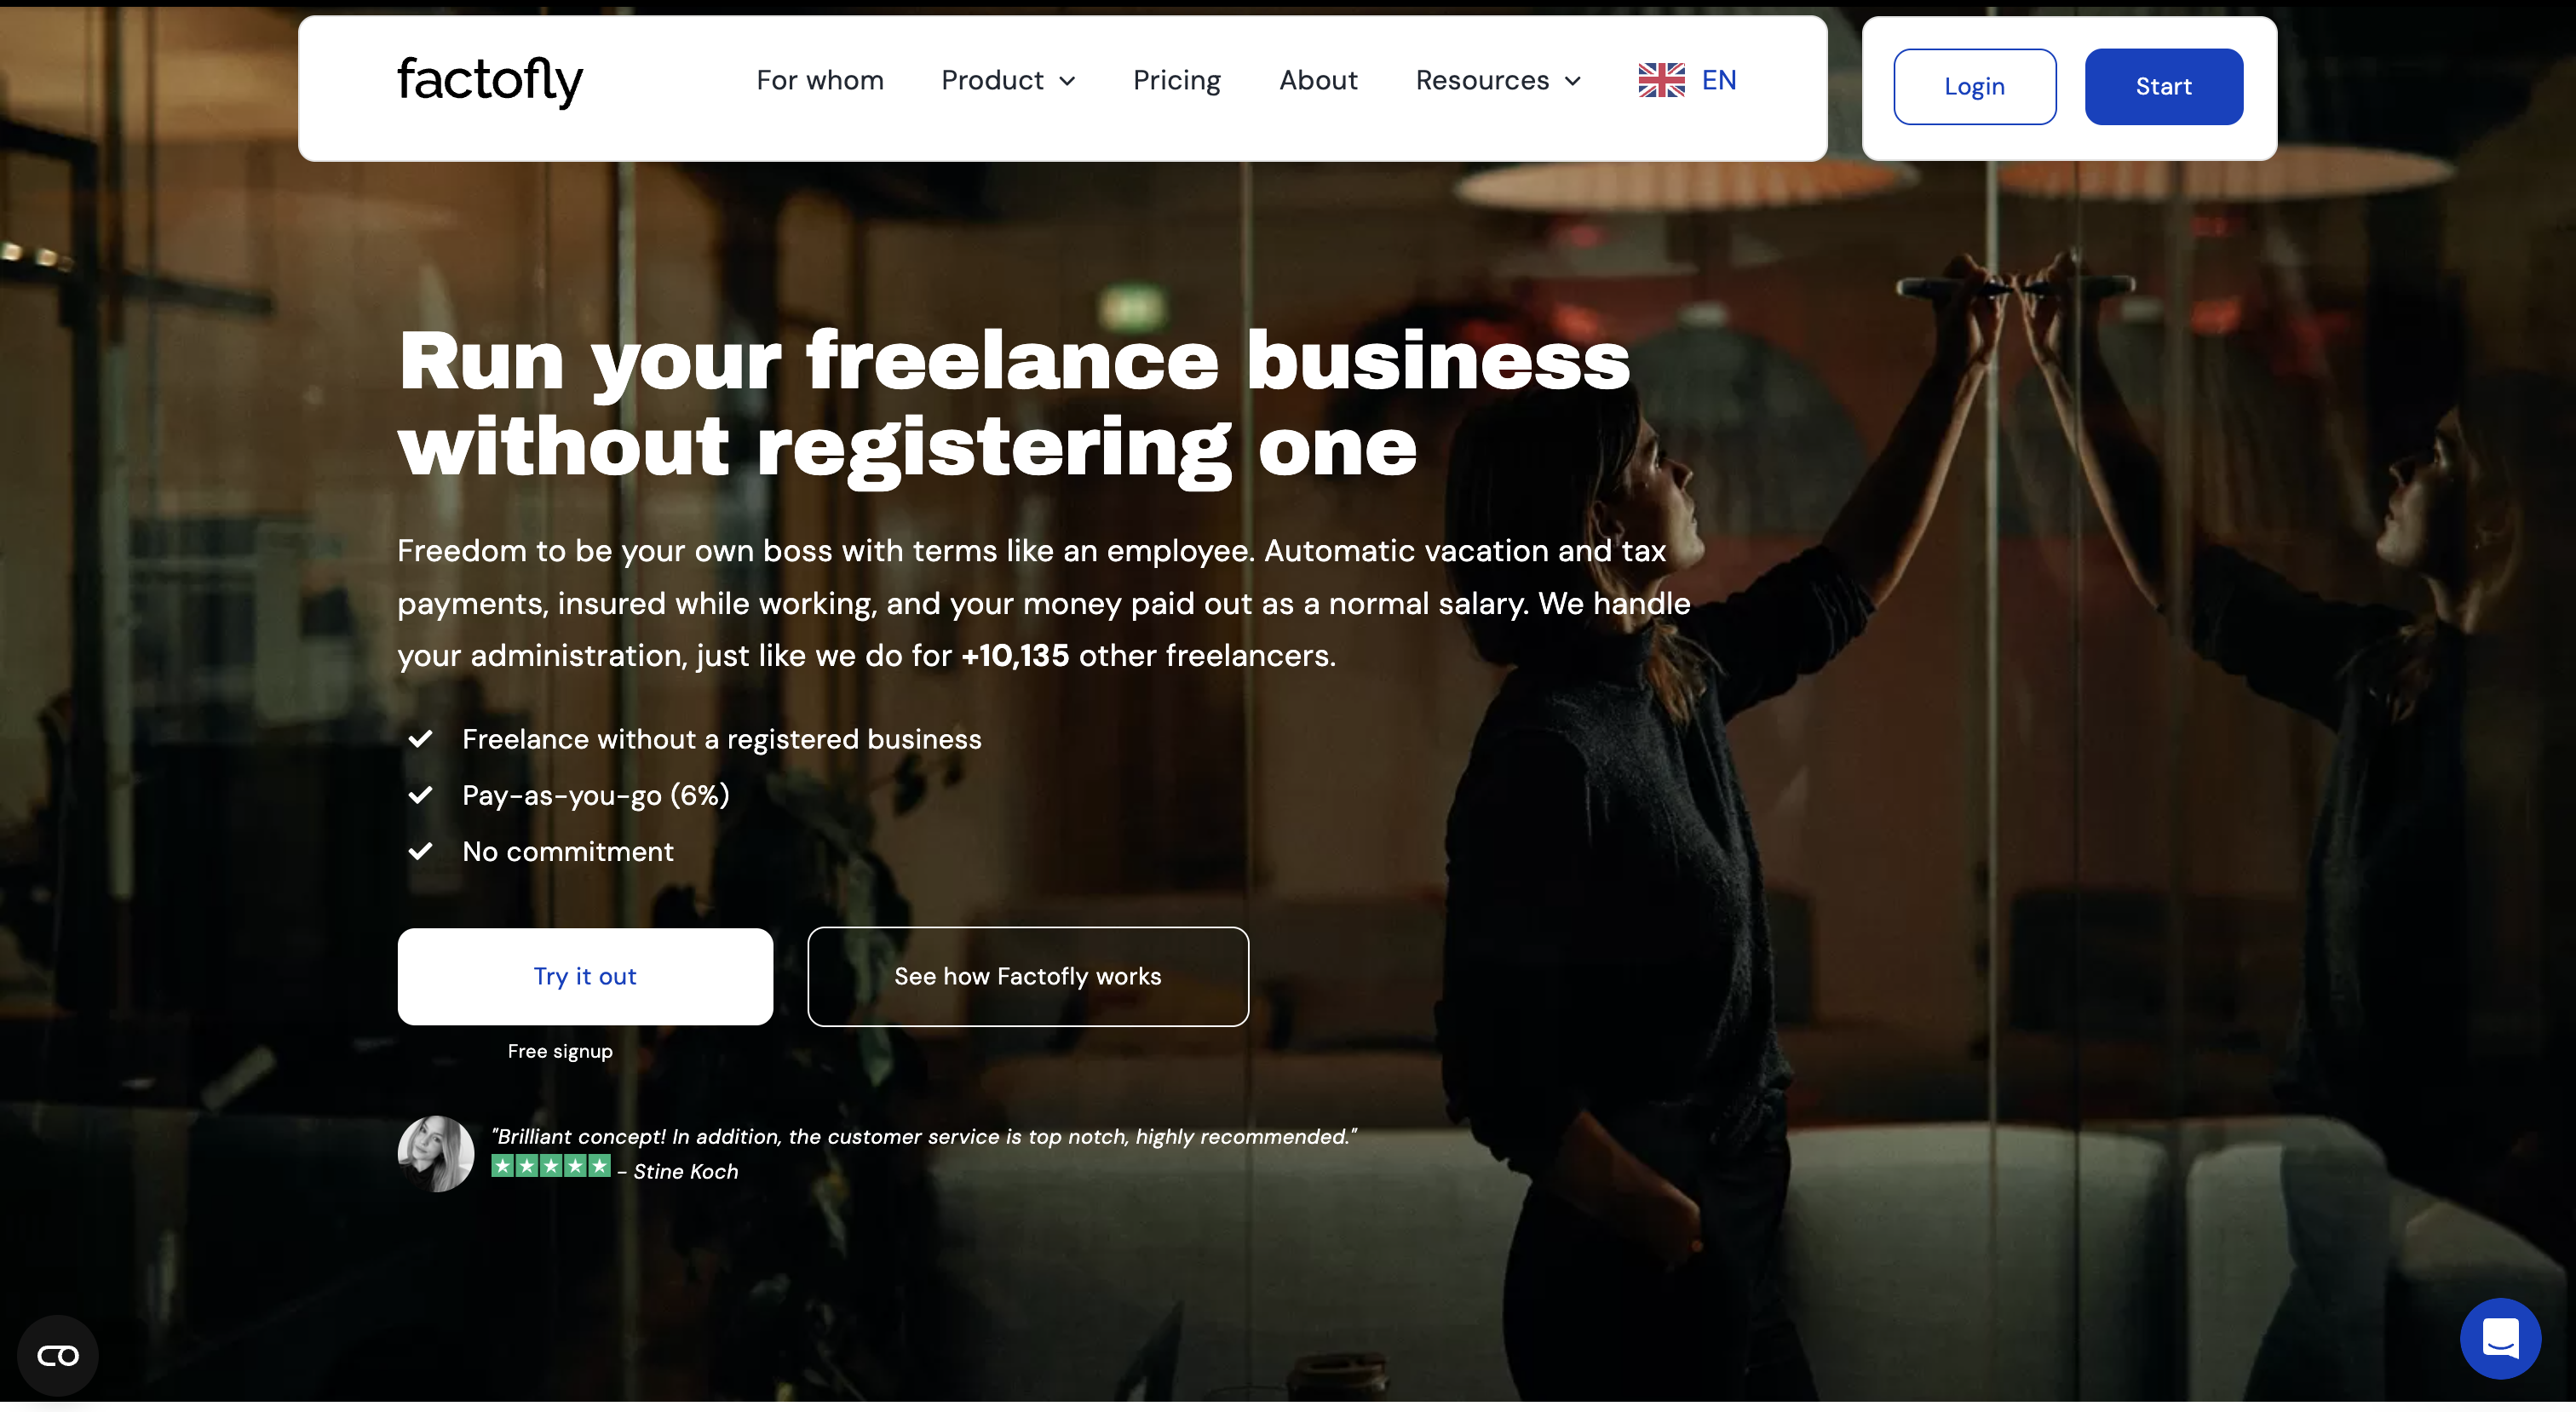 factofly
For whom
Product
Pricing
About
Resources
EN
Login
Start
Run your freelance business
without registering one
Freedom to be your own boss with terms like an employee. Automatic vacation and tax
payments, insured while working, and your money paid out as a normal salary. We handle
your administration, just like we do for +10,135 other freelancers.
Freelance without a registered business
Pay-as-you-go (6%)
No commitment
Try it out
See how Factofly works
Free signup
"Brilliant concept! In addition, the customer service is top notch, highly recommended."
- Stine Koch